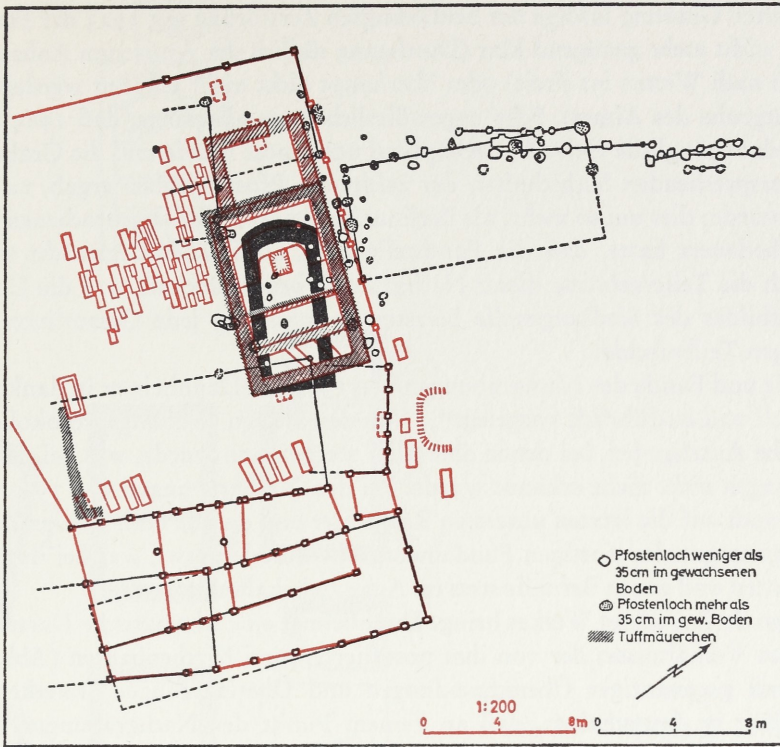 Pfostenloch weniger als
35 cm im gewachsenen
Boden
Pfostenloch mehr als
35 cm im gew. Boden
Tuffmäuerchen
N
1:200
0 4 8m 0 4 8m